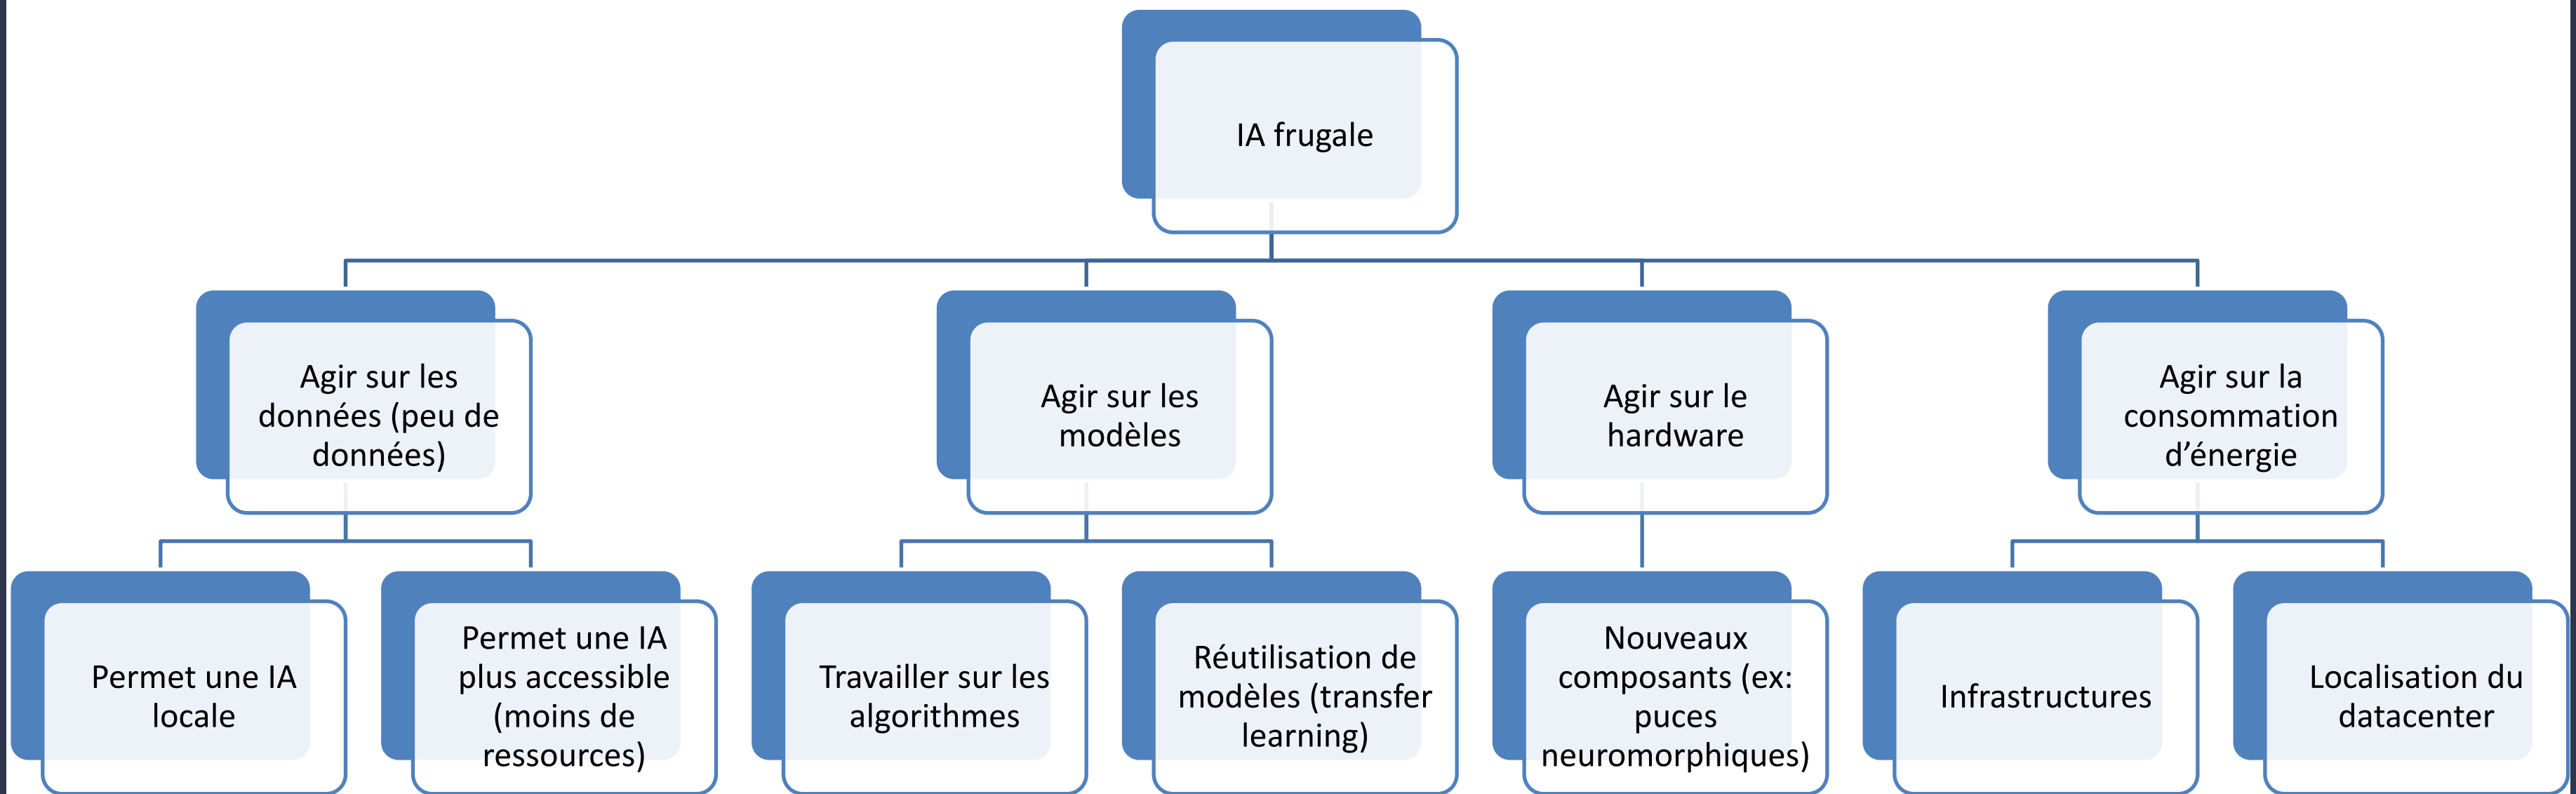 IA frugale
Agir sur les
données (peu de
données)
Agir sur les
modèles
Agir sur le
hardware
Agir sur la
consommation
d’énergie
Permet une IA
locale
Permet une IA
plus accessible
(moins de
ressources)
Travailler sur les
algorithmes
Réutilisation de
modèles (transfer
learning)
Nouveaux
composants (ex:
puces
neuromorphiques)
Infrastructures
Localisation du
datacenter